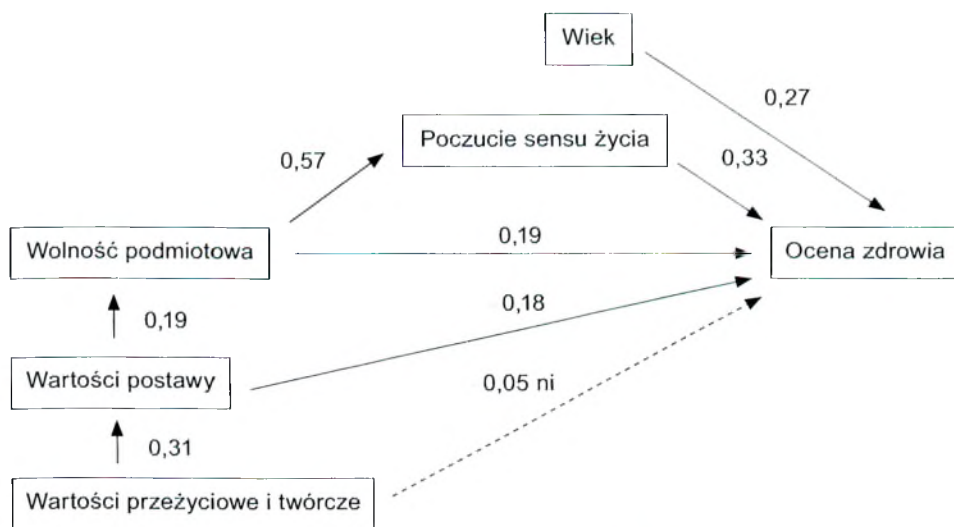 Wiek
0,27
Poczucie sensu życia
0,57
0,33
Wolność podmiotowa
0,19
Ocena zdrowia
0,19
0,18
Wartości postawy
0,05 ni
0,31
Wartości przeżyciowe i twórcze